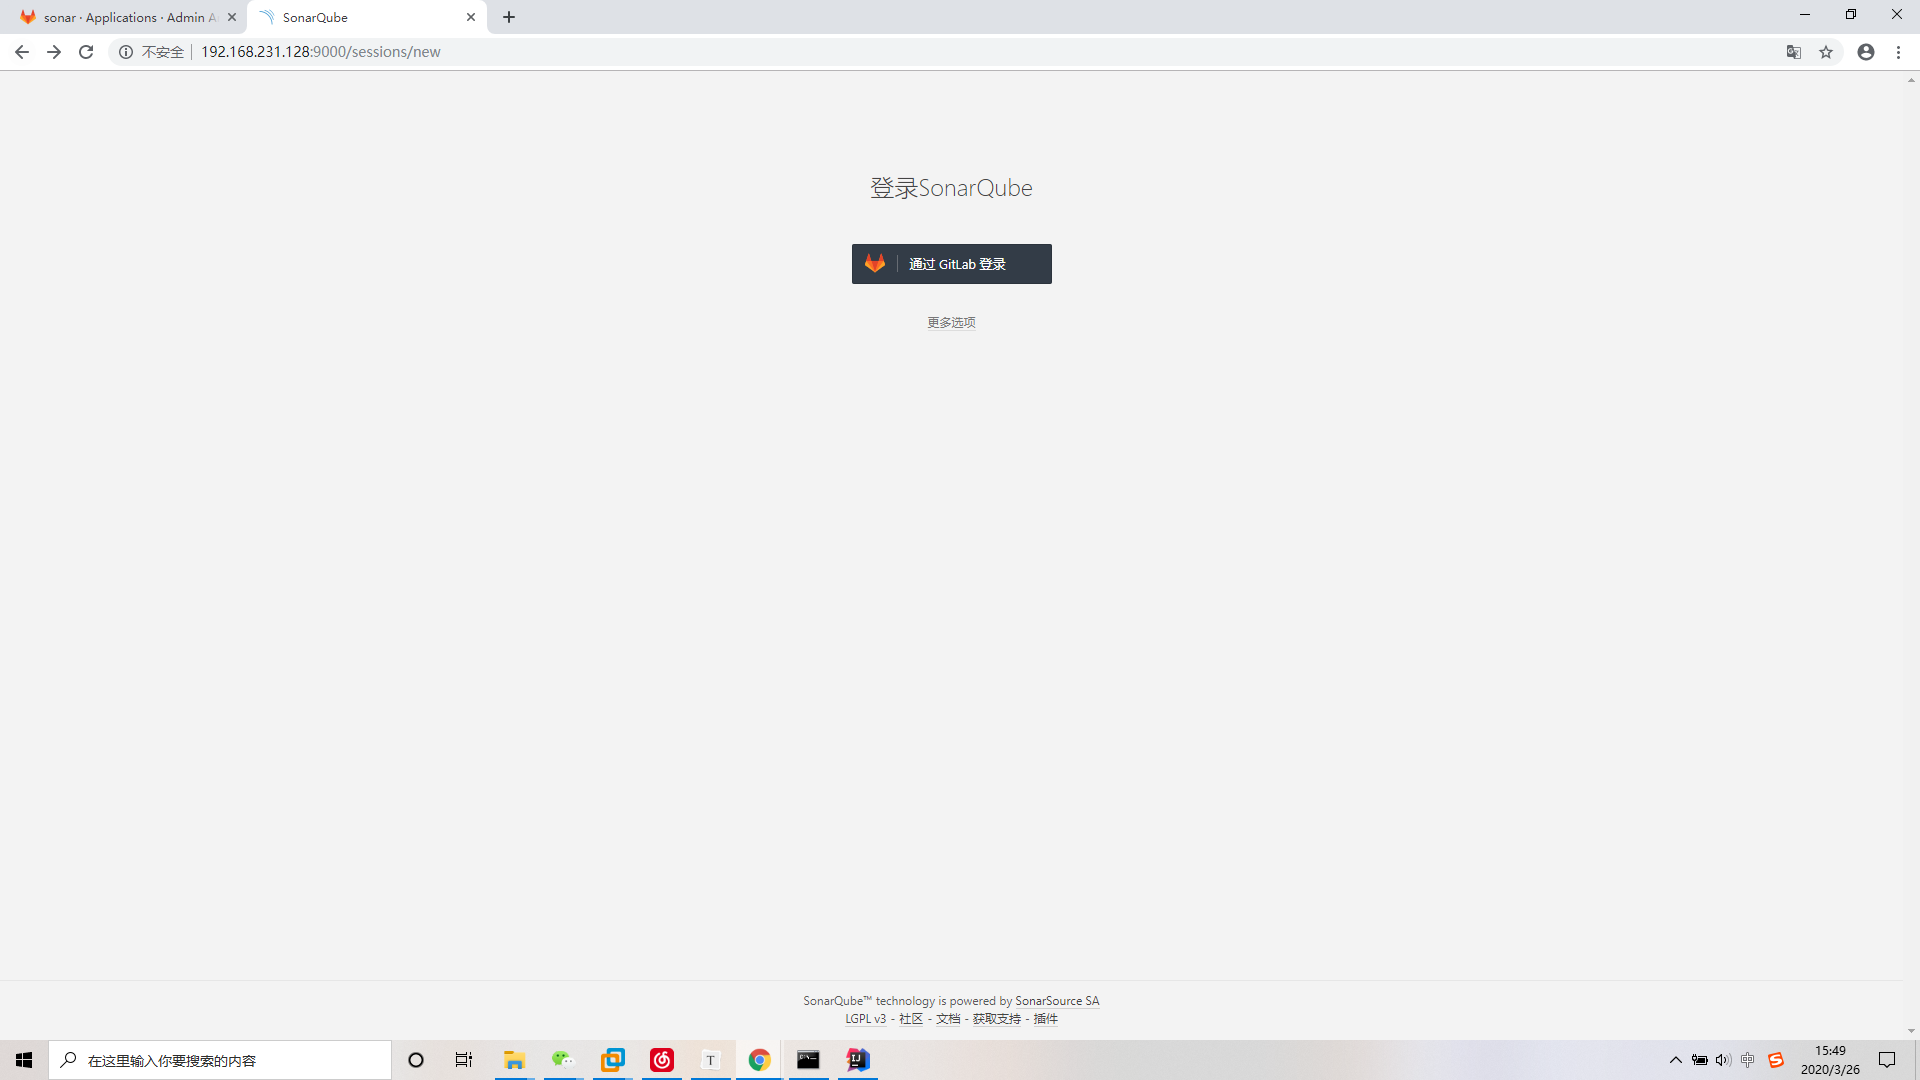 sonar · Applications · Admin A
SonarQube
不安全
192.168.231.128:9000/sessions/new
登录SonarQube
通过 GitLab 登录
更多选项
SonarQube™ technology is powered by SonarSource SA
LGPL v3 - 社区 - 文档 - 获取支持 - 插件
在这里输入你要搜索的内容
T
IJ
中
S
15:49
2020/3/26